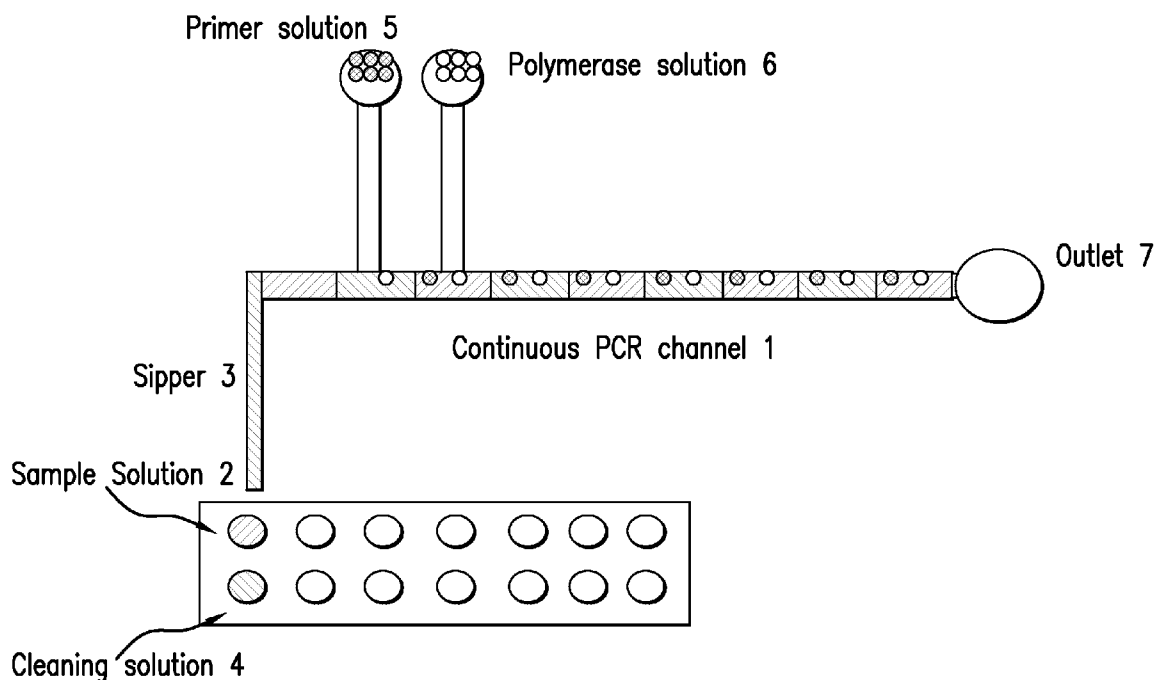 Primer solution 5
Polymerase solution 6
Outlet 7
Continuous PCR channel 1
Sipper 3
Sample Solution 2
Cleaning solution 4